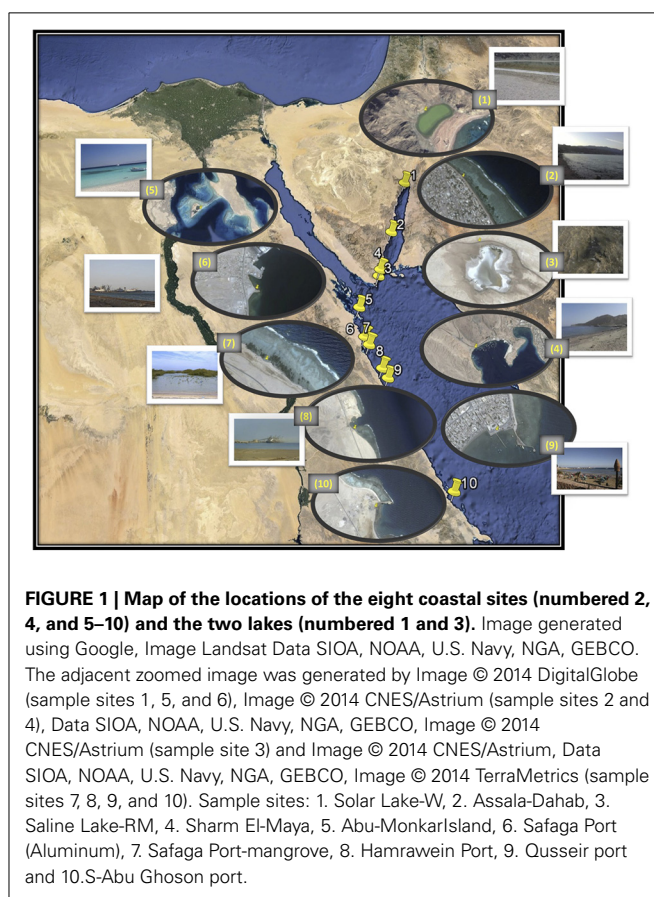 (1)
1
(2)
(5)
2
(3)
4
3
(6)
5
(4)
6
7
(7)
8
9
(8)
(9)
(10)
10
FIGURE 1 | Map of the locations of the eight coastal sites (numbered 2,
4, and 5–10) and the two lakes (numbered 1 and 3). Image generated
using Google, Image Landsat Data SIOA, NOAA, U.S. Navy, NGA, GEBCO.
The adjacent zoomed image was generated by Image © 2014 DigitalGlobe
(sample sites 1, 5, and 6), Image © 2014 CNES/Astrium (sample sites 2 and
4), Data SIOA, NOAA, U.S. Navy, NGA, GEBCO, Image © 2014
CNES/Astrium (sample site 3) and Image © 2014 CNES/Astrium, Data
SIOA, NOAA, U.S. Navy, NGA, GEBCO, Image © 2014 TerraMetrics (sample
sites 7, 8, 9, and 10). Sample sites: 1. Solar Lake-W, 2. Assala-Dahab, 3.
Saline Lake-RM, 4. Sharm El-Maya, 5. Abu-MonkarIsland, 6. Safaga Port
(Aluminum), 7. Safaga Port-mangrove, 8. Hamrawein Port, 9. Qusseir port
and 10.S-Abu Ghoson port.